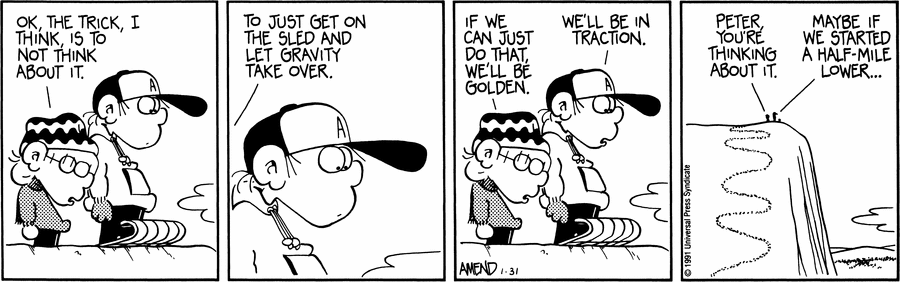 OK, THE TRICK, I
THINK, IS TO
NOT THINK
ABOUT IT.
A
TO JUST GET ON
THE SLED AND
LET GRAVITY
TAKE OVER.
A
IF WE
CAN JUST
DO THAT,
WE'LL BE
GOLDEN.
WE'LL BE IN
TRACTION.
A
AMEND 1·31
PETER,
YOU'RE
THINKING
ABOUT IT.
MAYBE IF
WE STARTED
A HALF-MILE
LOWER...
© 1991 Universal Press Syndicate